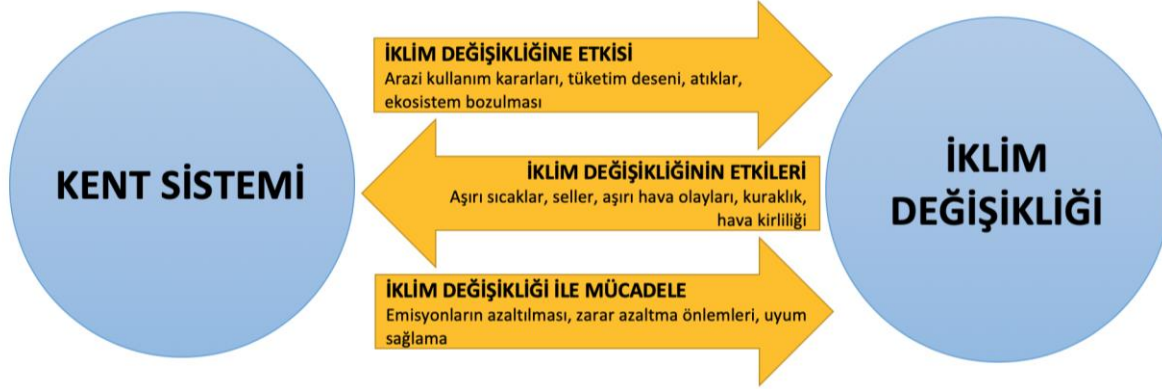 KENT SİSTEMİ
İKLİM DEĞİŞİKLİĞİNE ETKİSİ
Arazi kullanım kararları, tüketim deseni, atıklar,
ekosistem bozulması
İKLİM DEĞİŞİKLİĞİNİN ETKİLERİ
Aşırı sıcaklar, seller, aşırı hava olayları, kuraklık,
hava kirliliği
İKLİM DEĞİŞİKLİĞİ İLE MÜCADELE
Emisyonların azaltılması, zarar azaltma önlemleri, uyum
sağlama
İKLİM
DEĞİŞİKLİĞİ